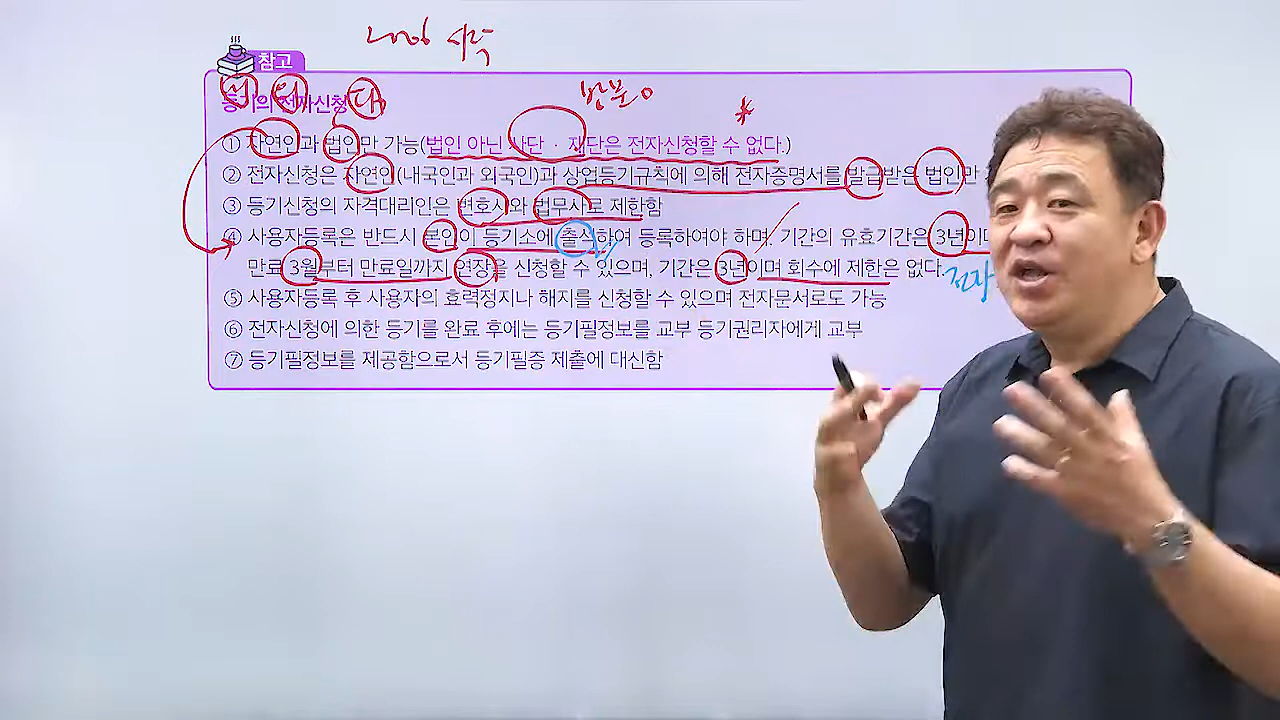 참고
등기의 전자신청
① 자연인과 법인만 가능(법인 아닌 사단 · 재단은 전자신청할 수 없다.)
② 전자신청은 자연인(내국인과 외국인)과 상업등기규칙에 의해 전자증명서를 발급받은 법인만
③ 등기신청의 자격대리인은 변호사와 법무사로 제한함
④ 사용자등록은 반드시 본인이 등기소에 출석하여 등록하여야 하며, 기간의 유효기간은 3년이며
만료 3월부터 만료일까지 연장을 신청할 수 있으며, 기간은 3년이며 회수에 제한은 없다. 전자
⑤ 사용자등록 후 사용자의 효력정지나 해지를 신청할 수 있으며 전자문서로도 가능
⑥ 전자신청에 의한 등기를 완료 후에는 등기필정보를 교부 등기권리자에게 교부
⑦ 등기필정보를 제공함으로서 등기필증 제출에 대신함